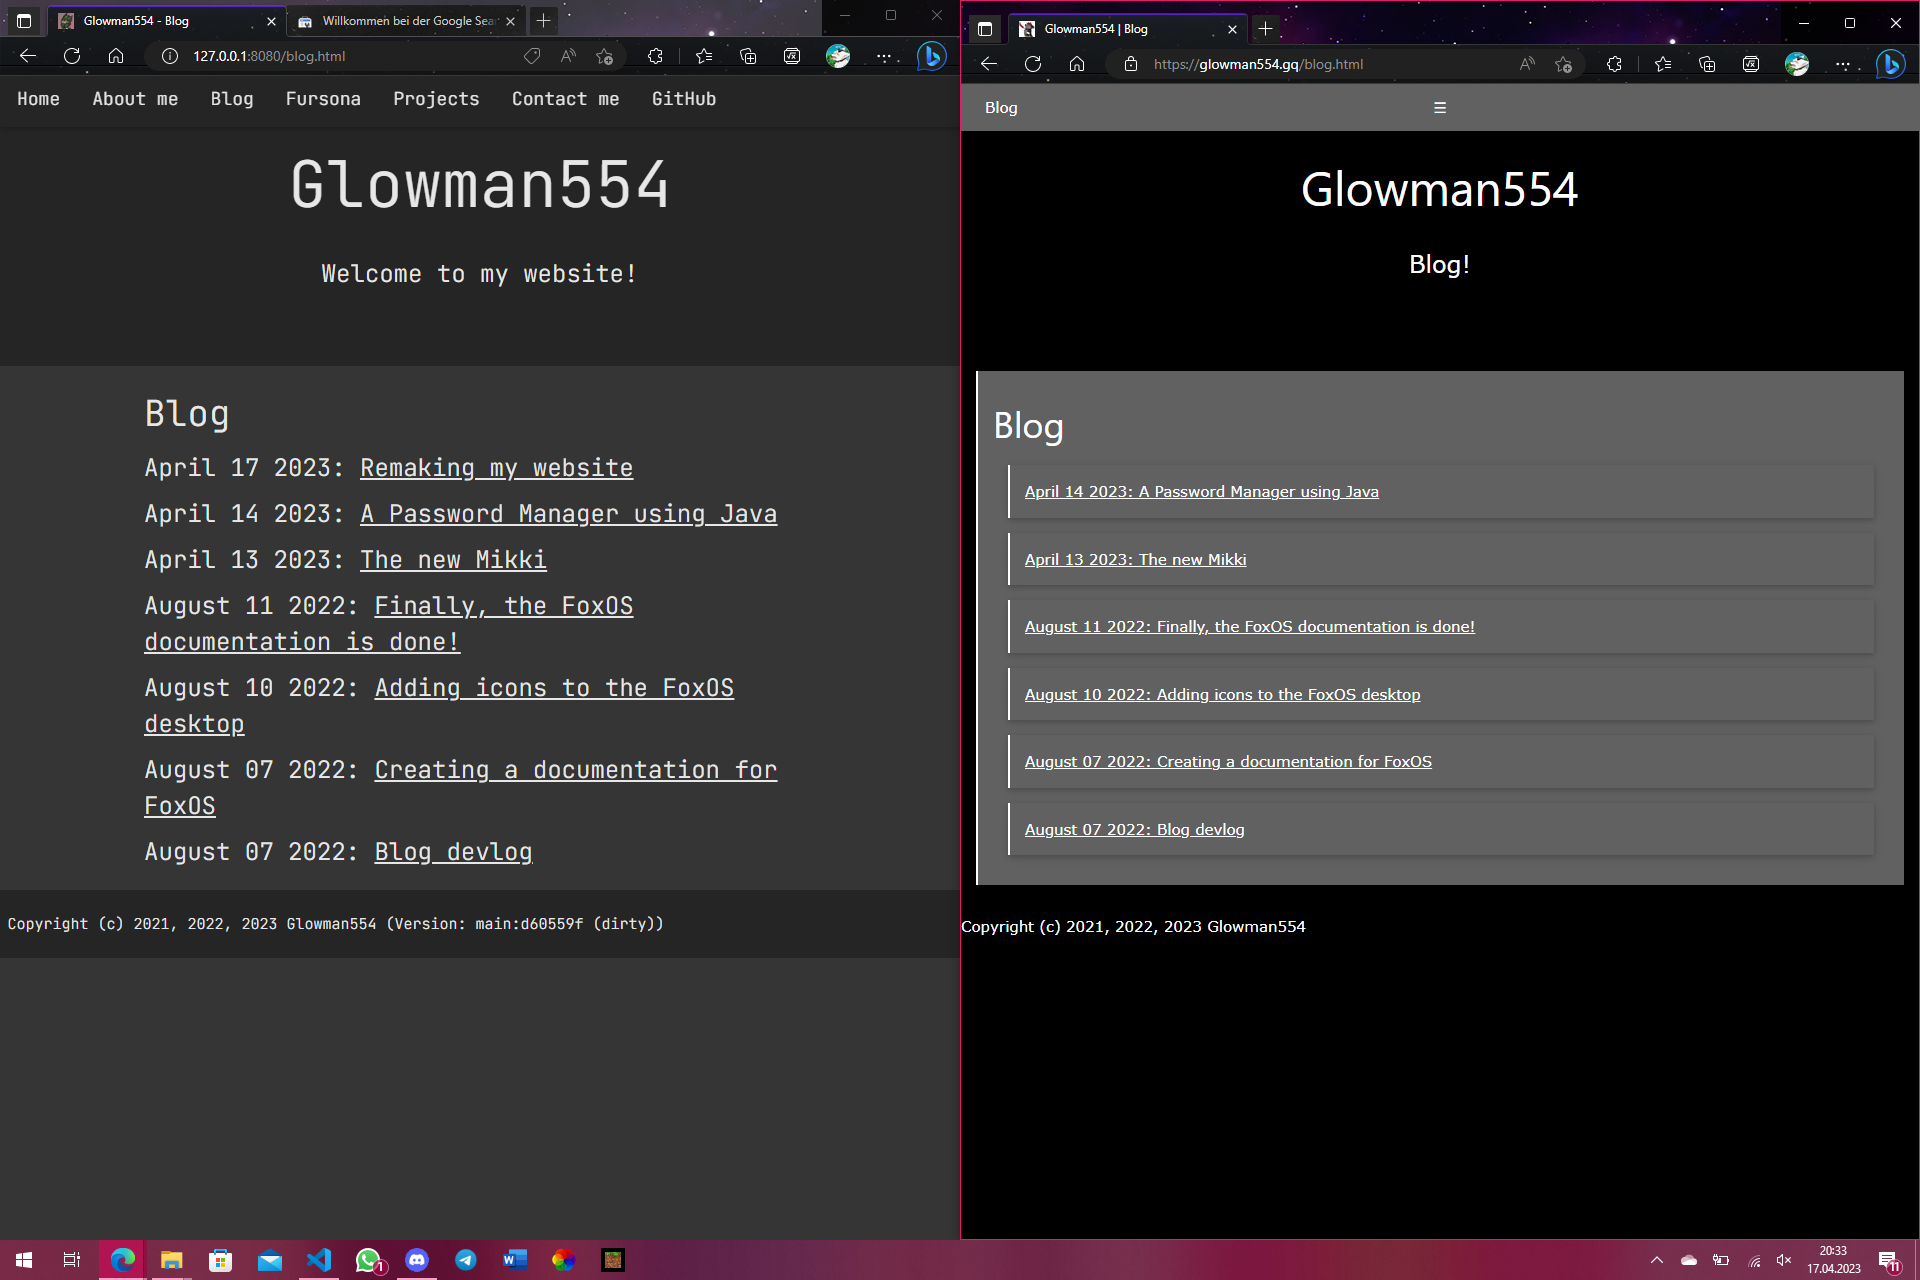 Glowman554 - Blog
Willkommen bei der Google Sea
127.0.0.1:8080/blog.html
Home About me Blog Fursona Projects Contact me GitHub
Glowman554
Welcome to my website!
Blog
April 17 2023: Remaking my website
April 14 2023: A Password Manager using Java
April 13 2023: The new Mikki
August 11 2022: Finally, the FoxOS
documentation is done!
August 10 2022: Adding icons to the FoxOS
desktop
August 07 2022: Creating a documentation for
FoxOS
August 07 2022: Blog devlog
Copyright (c) 2021, 2022, 2023 Glowman554 (Version: main:d60559f (dirty))
Glowman554 | Blog
https://glowman554.gq/blog.html
Blog ☰
Glowman554
Blog!
Blog
April 14 2023: A Password Manager using Java
April 13 2023: The new Mikki
August 11 2022: Finally, the FoxOS documentation is done!
August 10 2022: Adding icons to the FoxOS desktop
August 07 2022: Creating a documentation for FoxOS
August 07 2022: Blog devlog
Copyright (c) 2021, 2022, 2023 Glowman554
1
20:33
17.04.2023
11